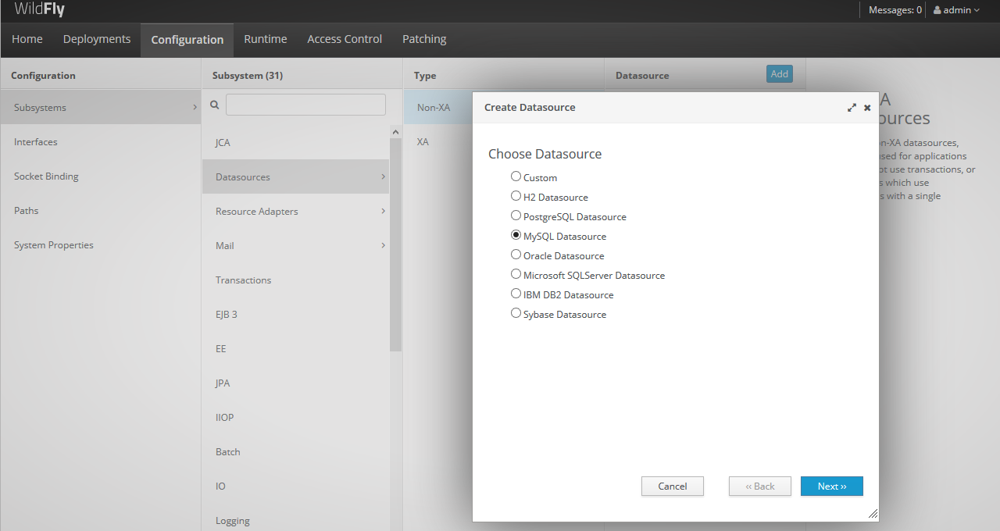 WildFly
Messages: 0
admin
Home
Deployments
Configuration
Runtime
Access Control
Patching
Configuration
Subsystems
Interfaces
Socket Binding
Paths
System Properties
Subsystem (31)
JCA
Datasources
Resource Adapters
Mail
Transactions
EJB 3
EE
JPA
IIOP
Batch
IO
Logging
Type
Non-XA
XA
Datasource
Add
Create Datasource
Choose Datasource
Custom
H2 Datasource
PostgreSQL Datasource
MySQL Datasource
Oracle Datasource
Microsoft SQLServer Datasource
IBM DB2 Datasource
Sybase Datasource
Cancel
‹‹ Back
Next ››
A
ources
n-XA datasources,
sed for applications
ot use transactions, or
s which use
s with a single